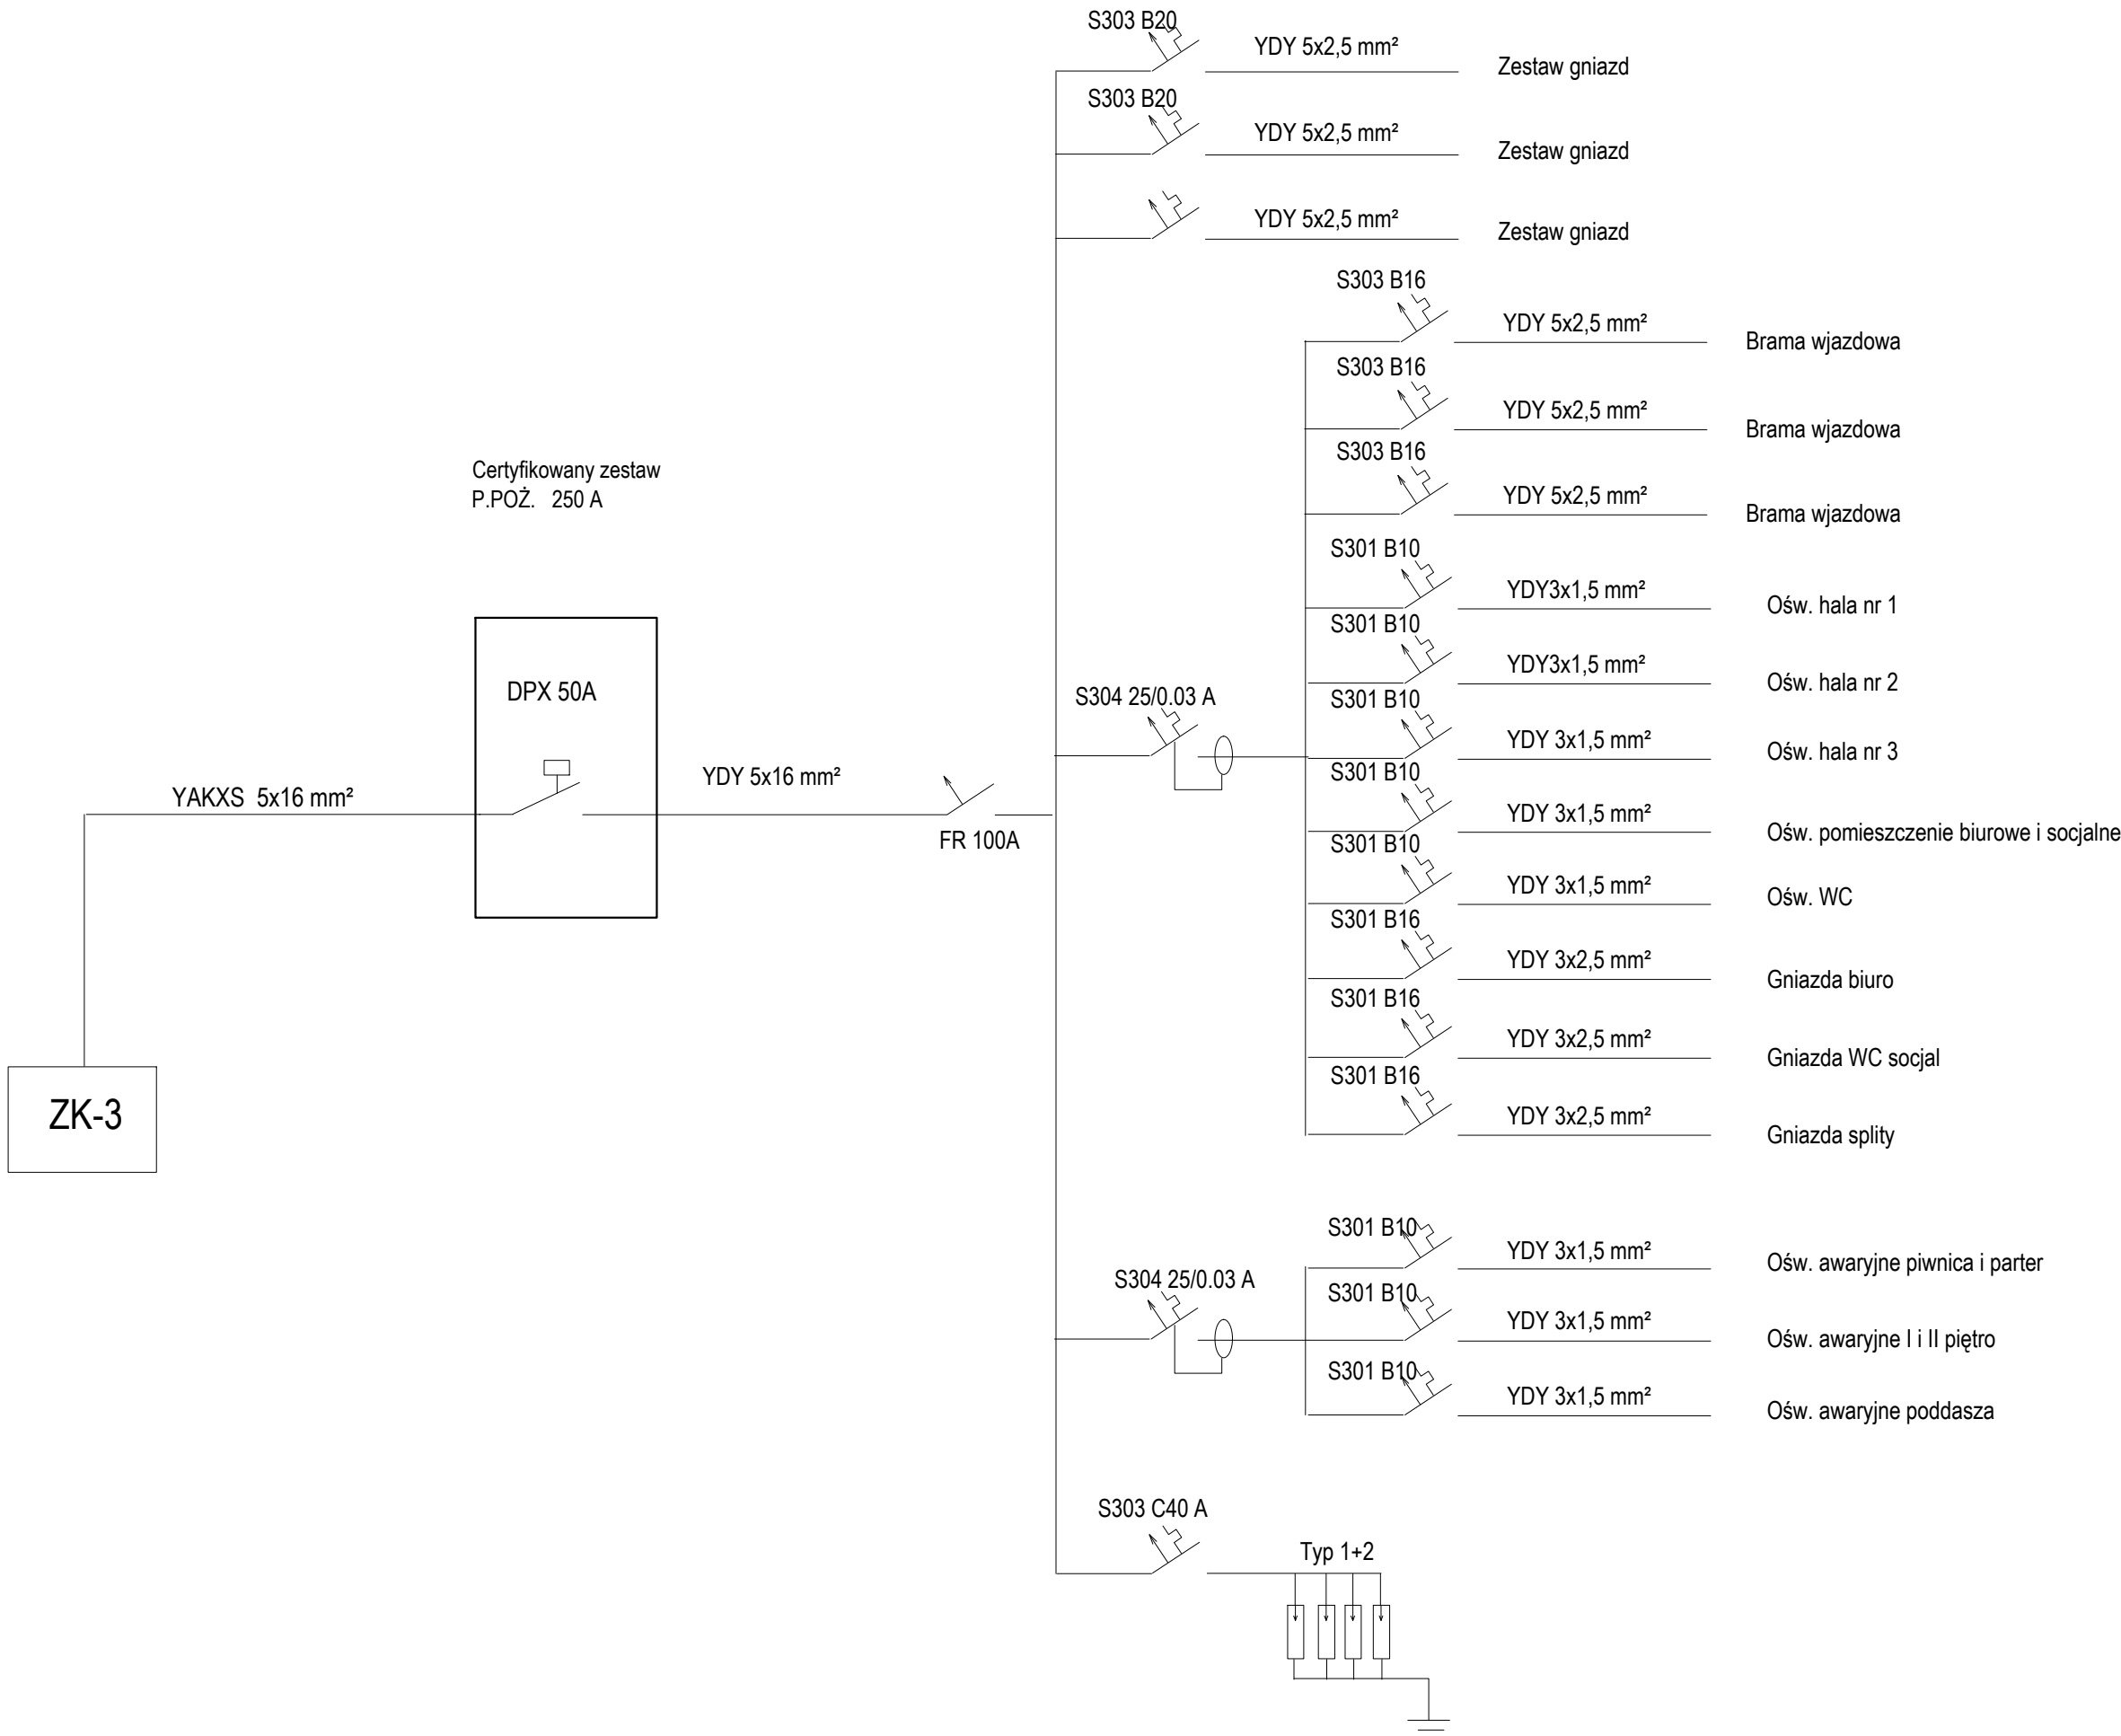 S303 B20
YDY 5x2,5 mm²
Zestaw gniazd
S303 B20
YDY 5x2,5 mm²
Zestaw gniazd
YDY 5x2,5 mm²
Zestaw gniazd
S303 B16
YDY 5x2,5 mm²
Brama wjazdowa
S303 B16
YDY 5x2,5 mm²
Brama wjazdowa
S303 B16
YDY 5x2,5 mm²
Brama wjazdowa
Certyfikowany zestaw
P.POŻ. 250 A
S301 B10
YDY3x1,5 mm²
Ośw. hala nr 1
S301 B10
YDY3x1,5 mm²
Ośw. hala nr 2
DPX 50A
S304 25/0.03 A
S301 B10
YDY 3x1,5 mm²
Ośw. hala nr 3
YAKXS 5x16 mm²
YDY 5x16 mm²
FR 100A
S301 B10
YDY 3x1,5 mm²
Ośw. pomieszczenie biurowe i socjalne
S301 B10
YDY 3x1,5 mm²
Ośw. WC
S301 B16
YDY 3x2,5 mm²
Gniazda biuro
S301 B16
YDY 3x2,5 mm²
Gniazda WC socjal
S301 B16
YDY 3x2,5 mm²
Gniazda splity
ZK-3
S301 B10
YDY 3x1,5 mm²
Ośw. awaryjne piwnica i parter
S304 25/0.03 A
S301 B10
YDY 3x1,5 mm²
Ośw. awaryjne I i II piętro
S301 B10
YDY 3x1,5 mm²
Ośw. awaryjne poddasza
S303 C40 A
Typ 1+2